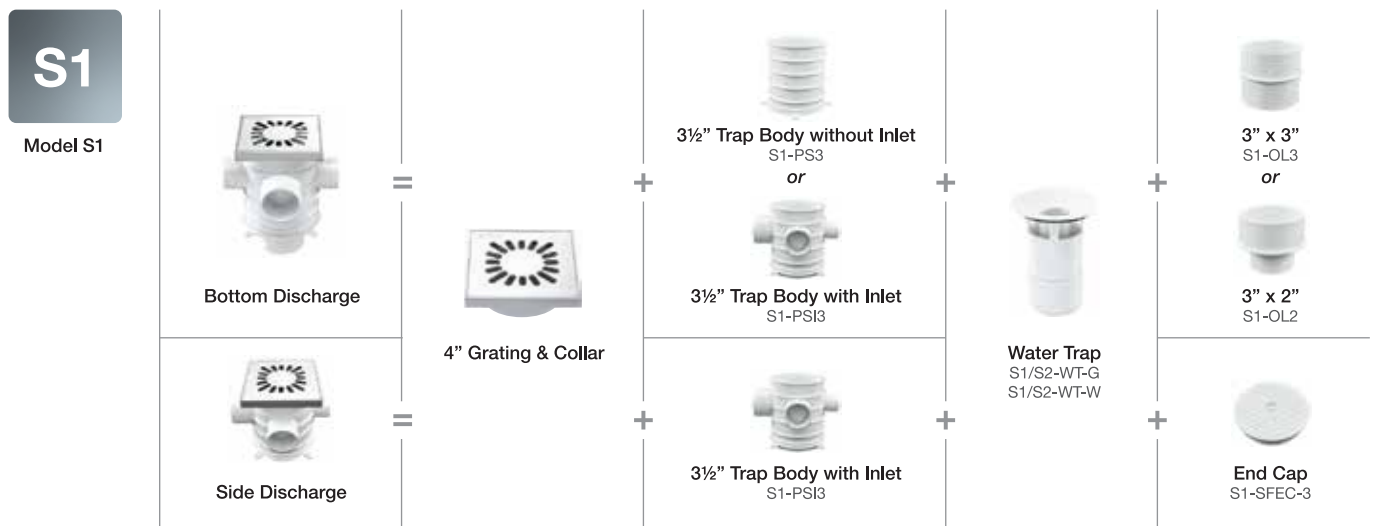 S1
Model S1
Bottom Discharge
=
4” Grating & Collar
+
3½” Trap Body without Inlet
S1-PS3
or
3½” Trap Body with Inlet
S1-PSI3
+
Water Trap
S1/S2-WT-G
S1/S2-WT-W
+
3” x 3”
S1-OL3
or
3” x 2”
S1-OL2
Side Discharge
=
+
3½” Trap Body with Inlet
S1-PSI3
+
+
End Cap
S1-SFEC-3